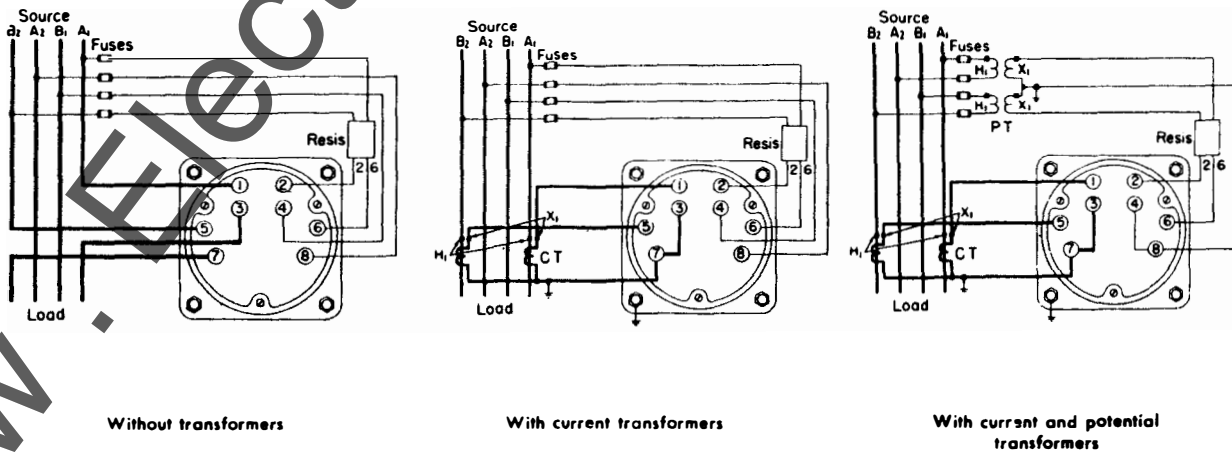 Source
B₂ A₂ B₁ A₁
Fuses
Resis
2 6
1 2
3 4
5 6
7 8
Load
Without transformers
Source
B₂ A₂ B₁ A₁
Fuses
Resis
2 6
1 2
3 4
X₁
5 6
H₁ CT 7 8
Load
With current transformers
Source
B₂ A₂ B₁ A₁
Fuses
H₁ X₁
H₁ X₁
PT
Resis
2 6
1 2
3 4
X₁
5 6
H₁ CT 7 8
Load
With current and potential
transformers
w. Elec